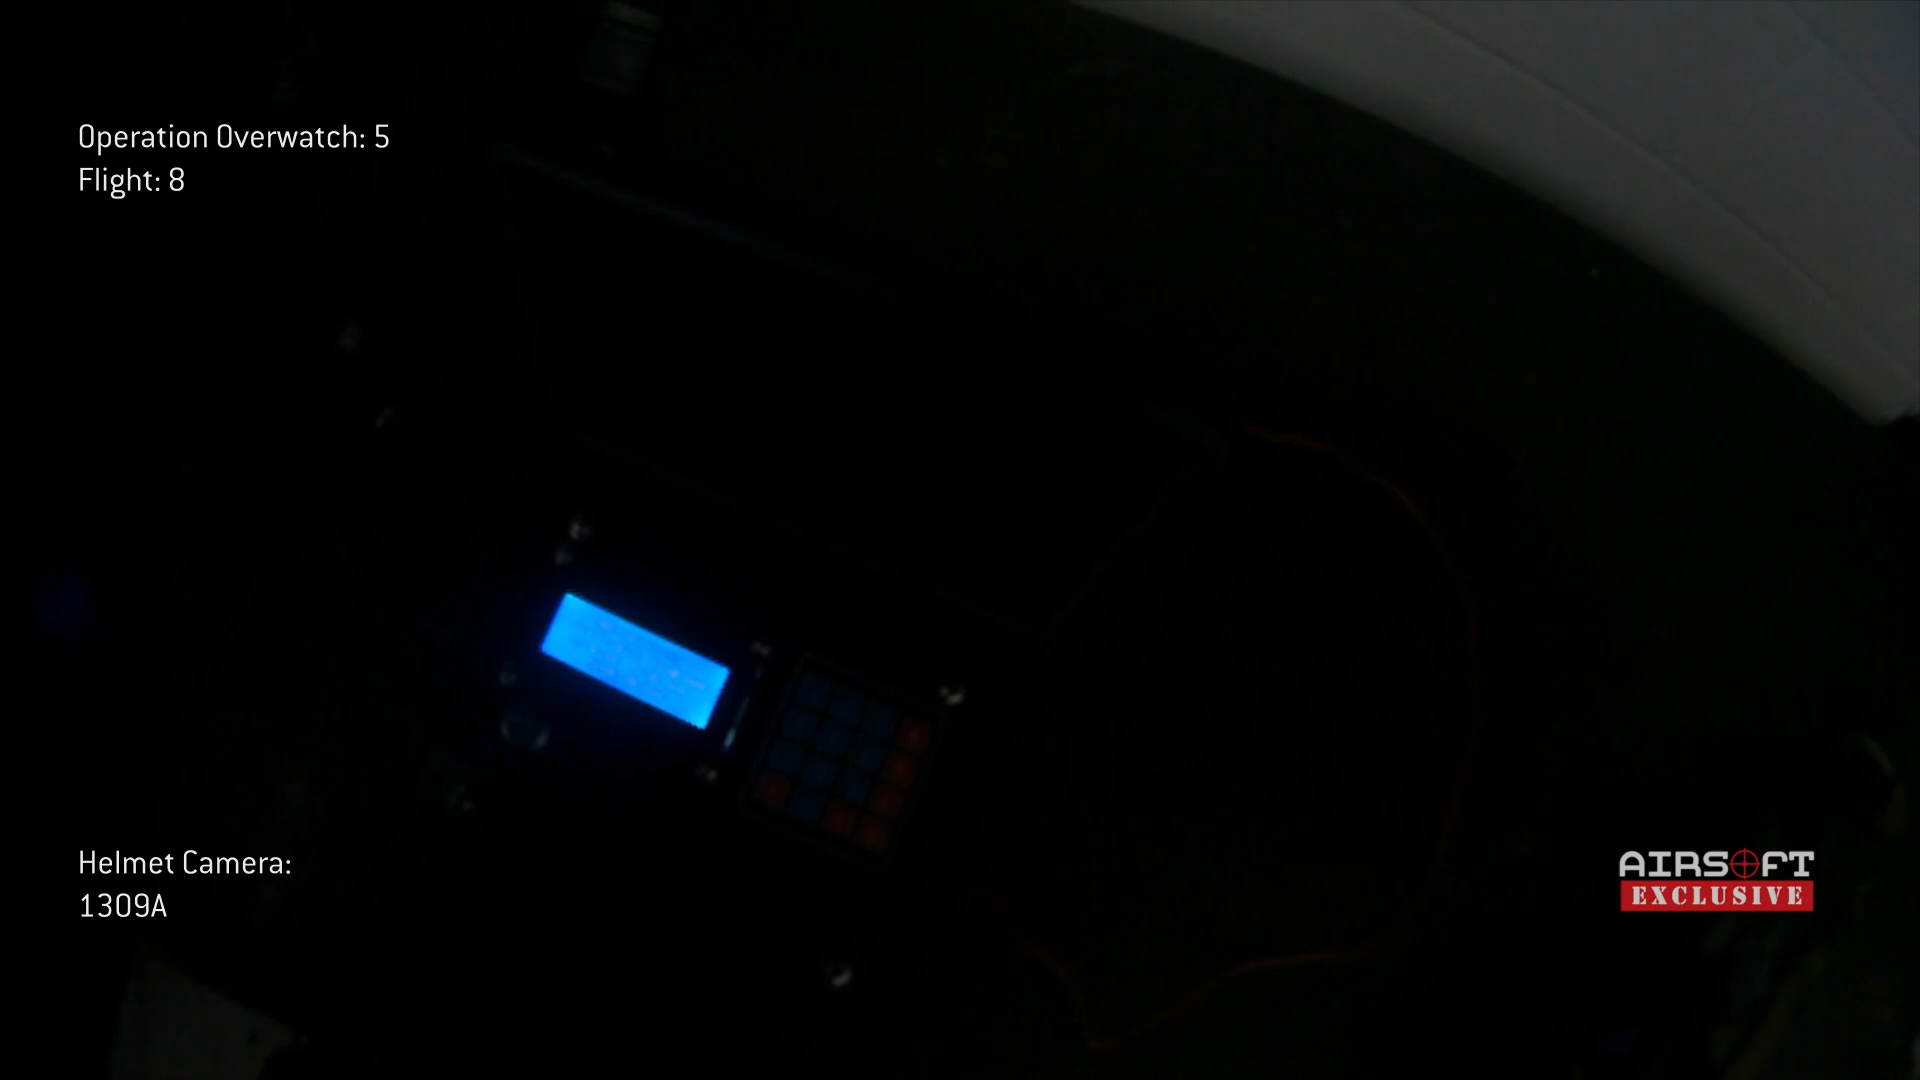 Operation Overwatch: 5
Flight: 8
Helmet Camera:
1309A
AIRSOFT
EXCLUSIVE